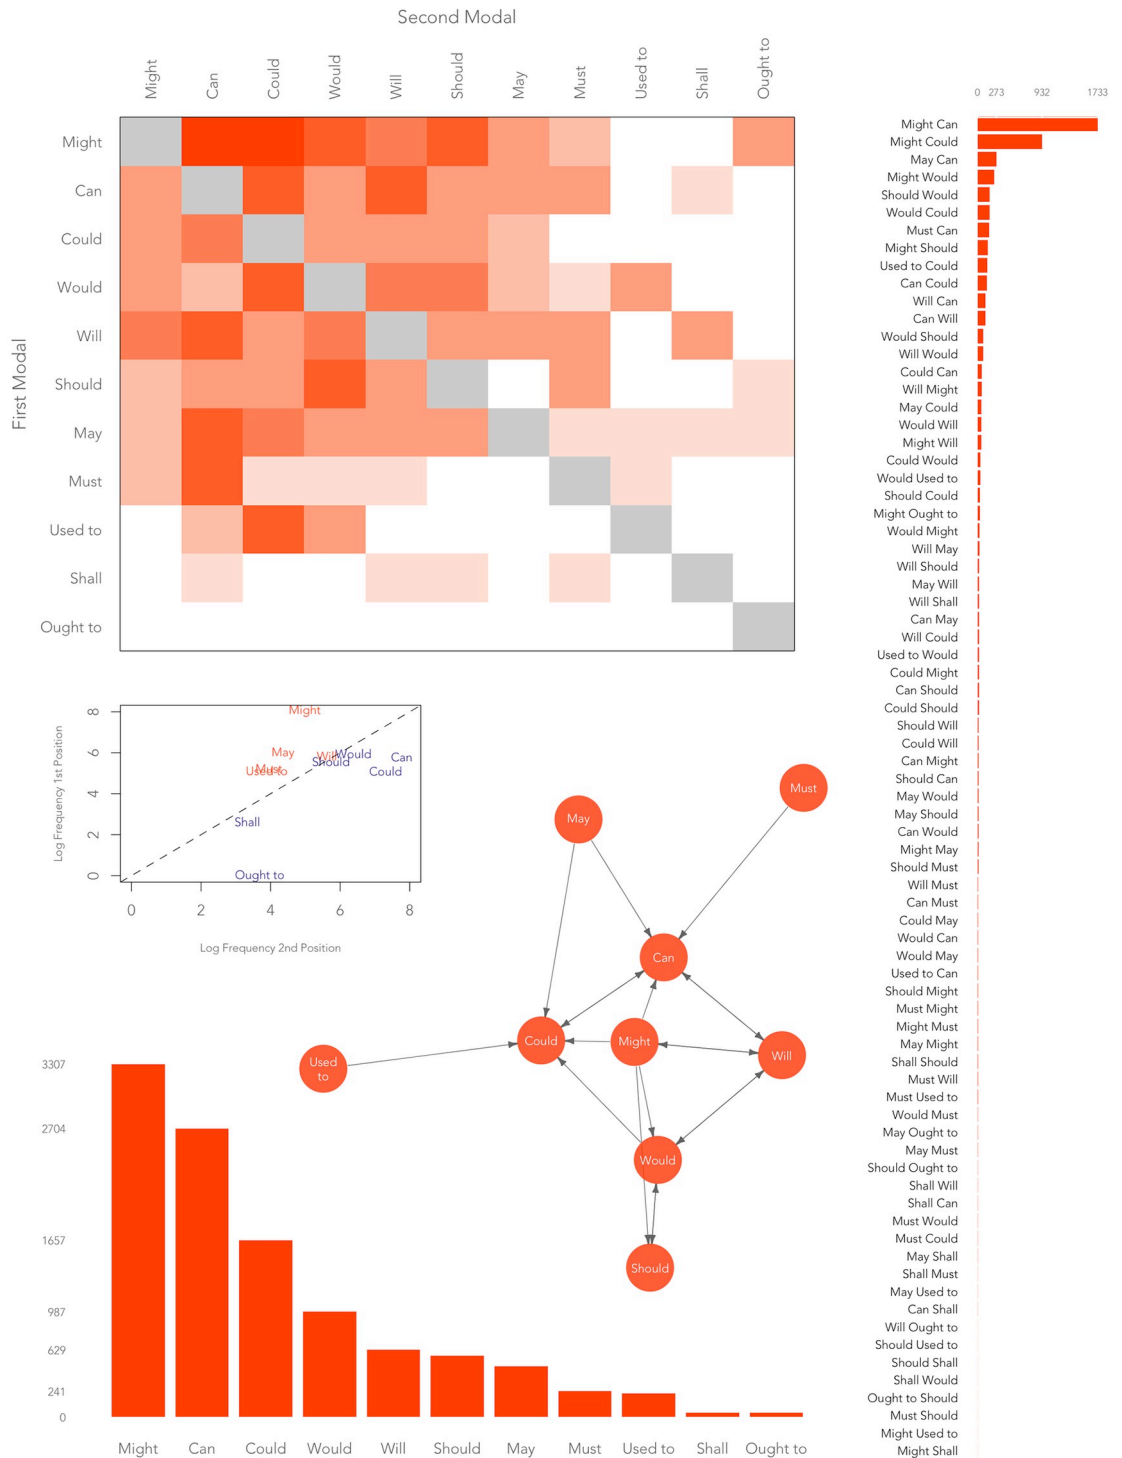 Second Modal
Might Can Could Would Will Should May Must Used to Shall Ought to
First Modal
Might
Can
Could
Would
Will
Should
May
Must
Used to
Shall
Ought to
0 273 932 1733
Might Can
Might Could
May Can
Might Would
Should Would
Would Could
Must Can
Might Should
Used to Could
Can Could
Will Can
Can Will
Would Should
Will Would
Could Can
Will Might
May Could
Would Will
Might Will
Could Would
Would Used to
Should Could
Might Ought to
Would Might
Will May
Will Should
May Will
Will Shall
Can May
Will Could
Used to Would
Could Might
Can Should
Could Should
Should Will
Could Will
Can Might
Should Can
May Would
May Should
Can Would
Might May
Should Must
Will Must
Can Must
Could May
Would Can
Would May
Used to Can
Should Might
Must Might
Might Must
May Might
Shall Should
Must Will
Must Used to
Would Must
May Ought to
May Must
Should Ought to
Shall Will
Shall Can
Must Would
Must Could
May Shall
Shall Must
May Used to
Can Shall
Will Ought to
Should Used to
Should Shall
Shall Would
Ought to Should
Must Should
Might Used to
Might Shall
Log Frequency 1st Position
8
6
4
2
0
Might
May
Will
Would
Can
Should
Must
Used to
Could
Shall
Ought to
0 2 4 6 8
Log Frequency 2nd Position
Must
May
Can
Could
Might
Will
Used
to
Would
Should
3307
2704
1657
987
629
241
0
Might Can Could Would Will Should May Must Used to Shall Ought to